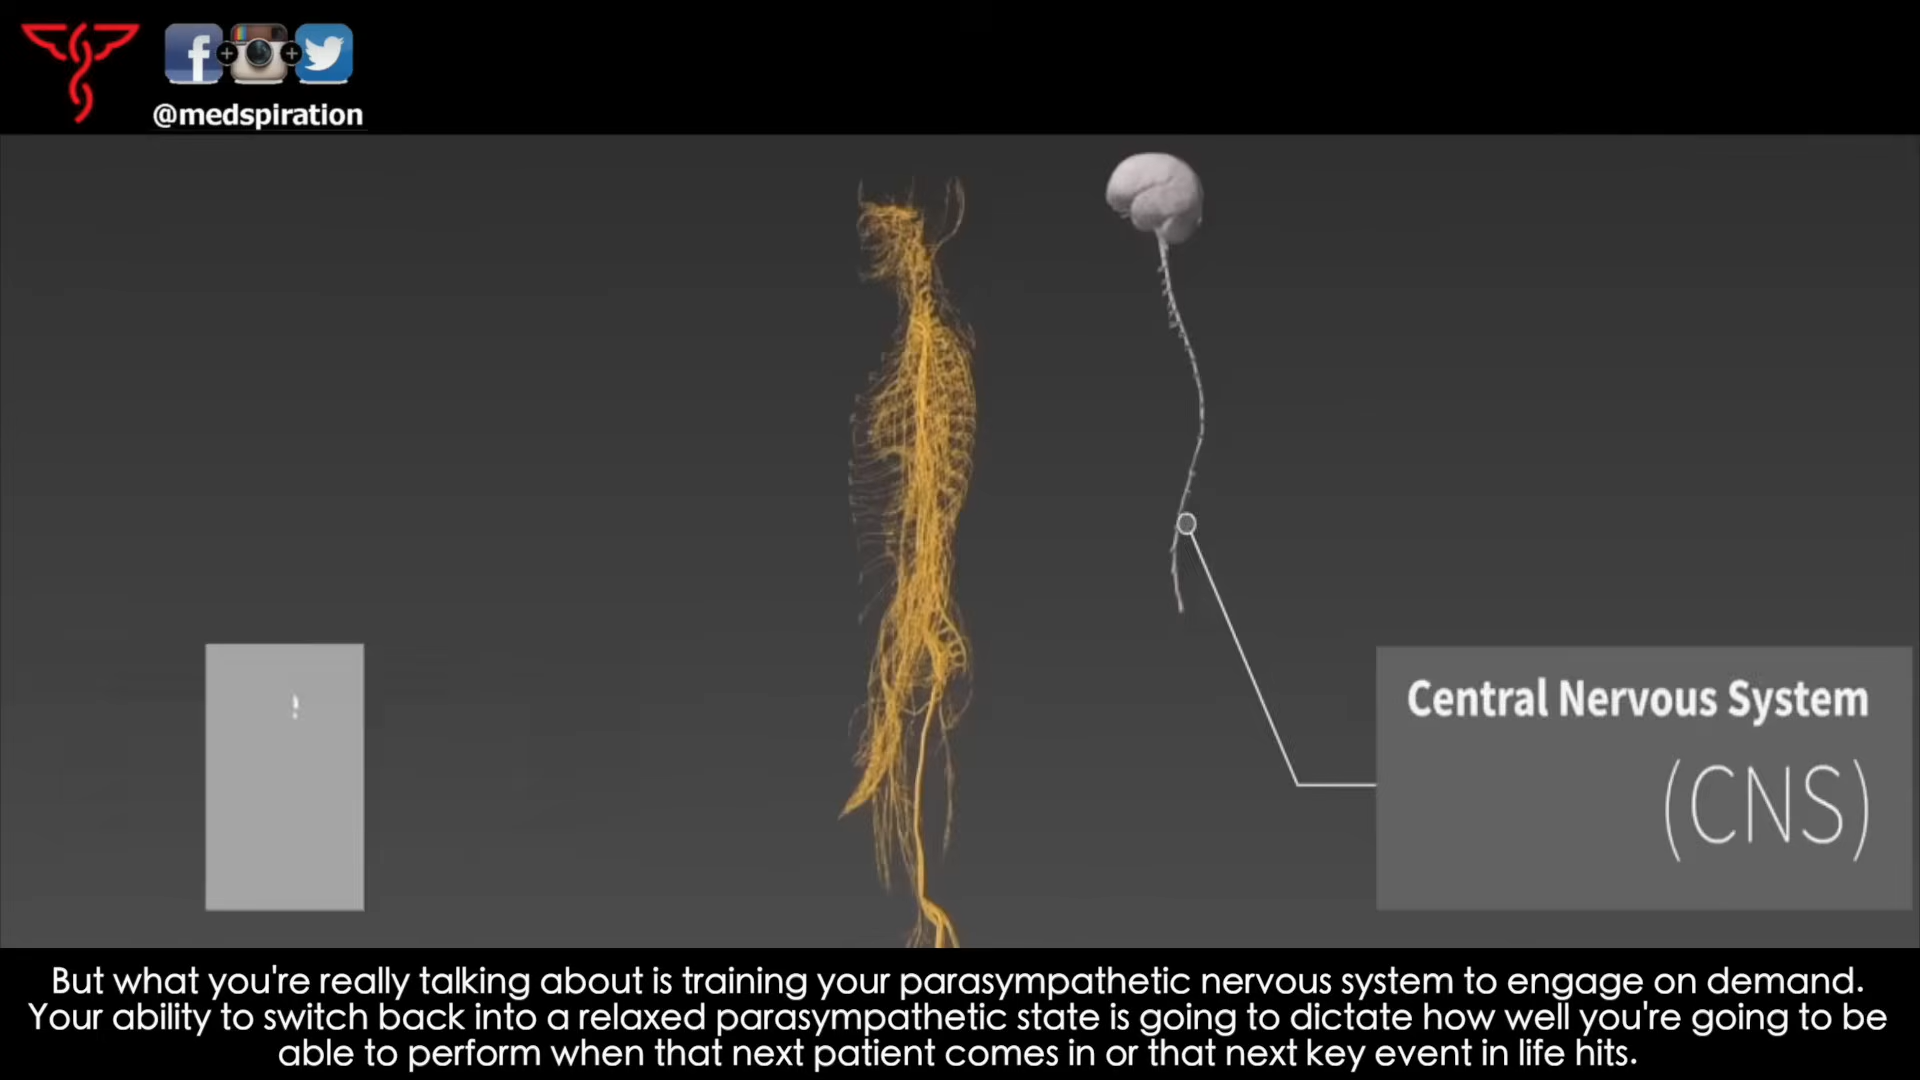 @medspiration
Central Nervous System
(CNS)
But what you're really talking about is training your parasympathetic nervous system to engage on demand.
Your ability to switch back into a relaxed parasympathetic state is going to dictate how well you're going to be
able to perform when that next patient comes in or that next key event in life hits.